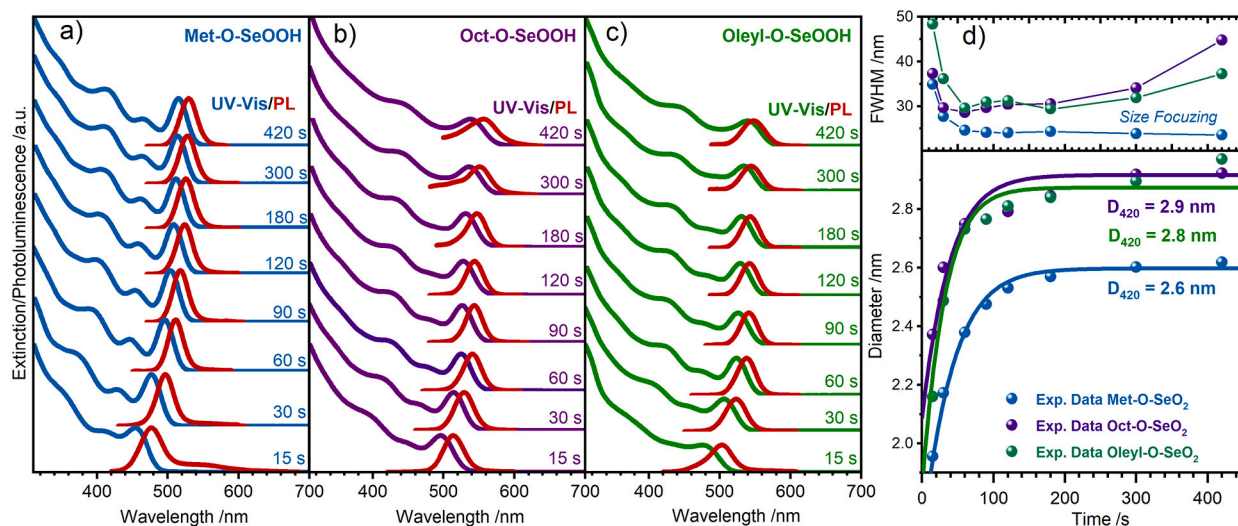 a)
Met-O-SeOOH
UV-Vis/PL
420 s
300 s
180 s
120 s
90 s
60 s
30 s
15 s
400 500 600 700
Wavelength /nm
Extinction/Photoluminescence /a.u.
b)
Oct-O-SeOOH
UV-Vis/PL
420 s
300 s
180 s
120 s
90 s
60 s
30 s
15 s
400 500 600 700
Wavelength /nm
c)
Oleyl-O-SeOOH
UV-Vis/PL
420 s
300 s
180 s
120 s
90 s
60 s
30 s
15 s
400 500 600 700
Wavelength /nm
d)
FWHM /nm
50
40
30
Size Focuzing
Diameter /nm
2.8
2.6
2.4
2.2
2.0
D₄₂₀ = 2.9 nm
D₄₂₀ = 2.8 nm
D₄₂₀ = 2.6 nm
Exp. Data Met-O-SeO₂
Exp. Data Oct-O-SeO₂
Exp. Data Oleyl-O-SeO₂
0 100 200 300 400
Time /s